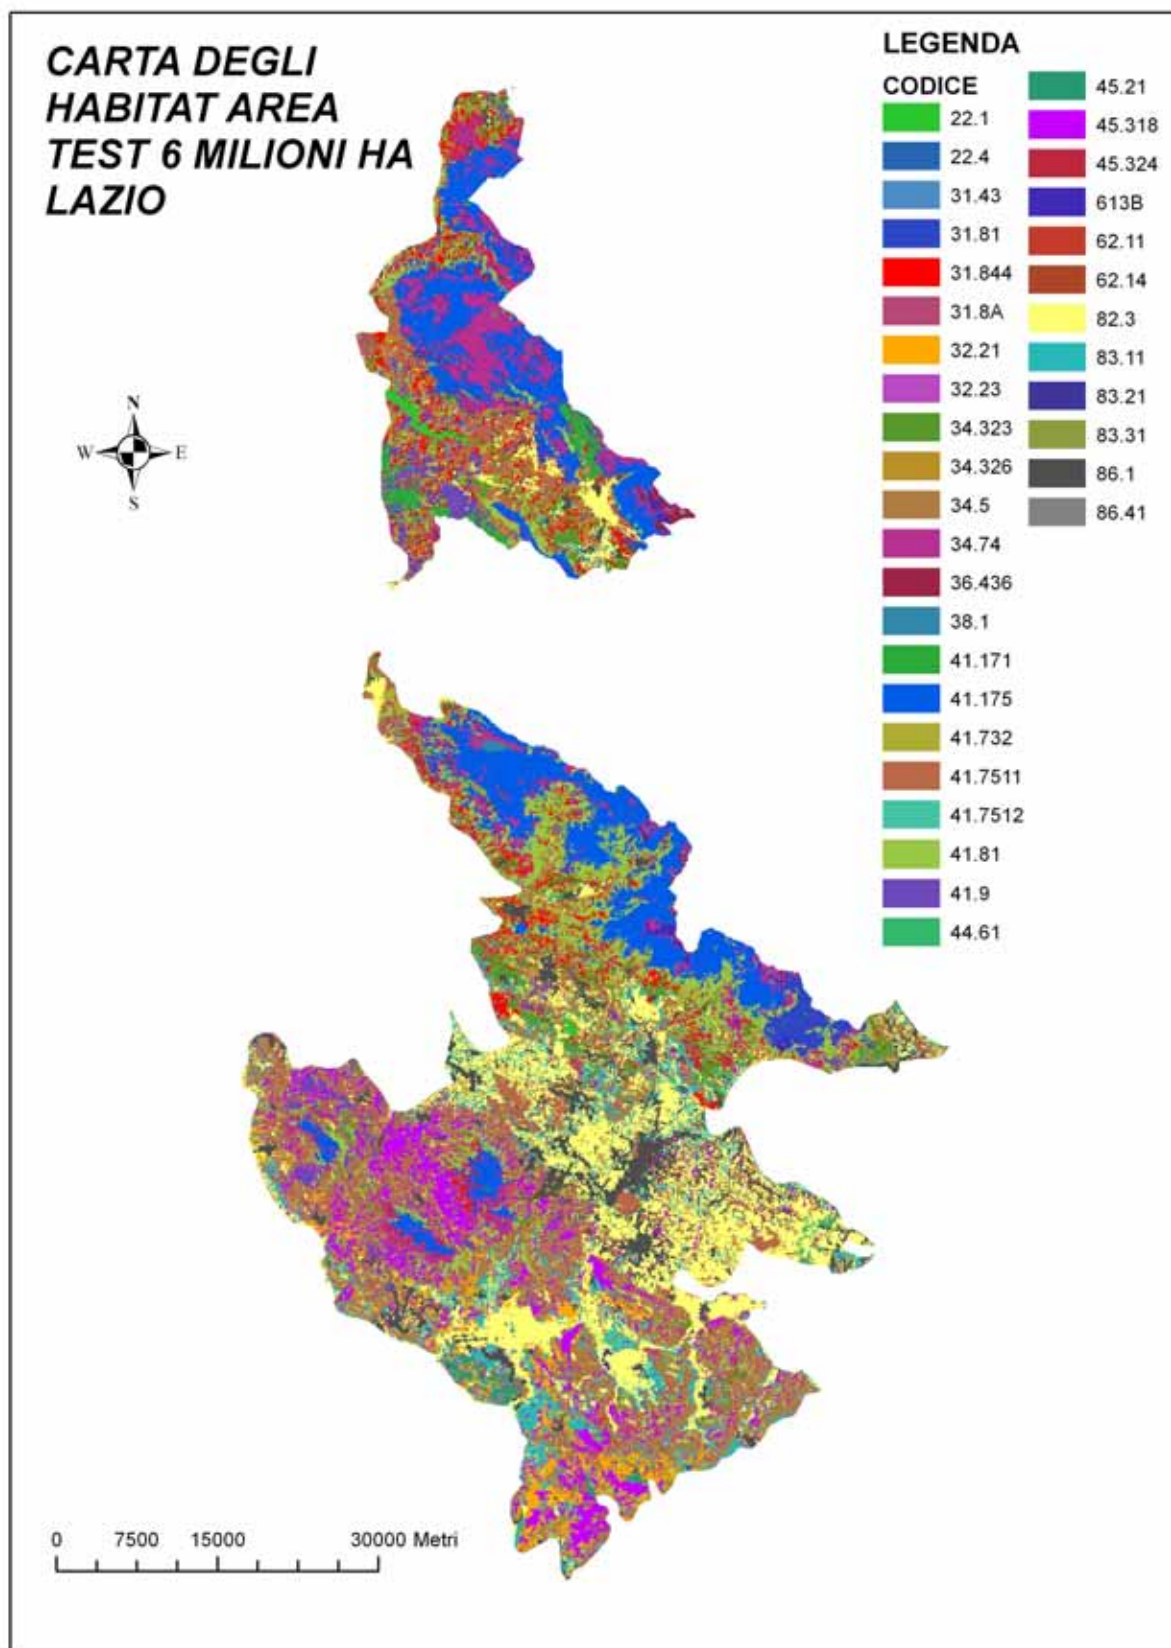 CARTA DEGLI
HABITAT AREA
TEST 6 MILIONI HA
LAZIO
N
W E
S
LEGENDA
CODICE
22.1
22.4
31.43
31.81
31.844
31.8A
32.21
32.23
34.323
34.326
34.5
34.74
36.436
38.1
41.171
41.175
41.732
41.7511
41.7512
41.81
41.9
44.61
45.21
45.318
45.324
613B
62.11
62.14
82.3
83.11
83.21
83.31
86.1
86.41
0 7500 15000 30000 Metri